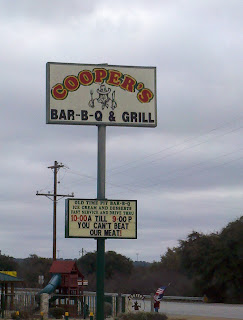 COOPER'S
BAR-B-Q & GRILL
OLD TIME PIT BAR-B-Q
ICE CREAM AND DESSERTS
FAST SERVICE AND DRIVE THRU
10:00A TILL 9:00P
YOU CAN'T BEAT
OUR MEAT!